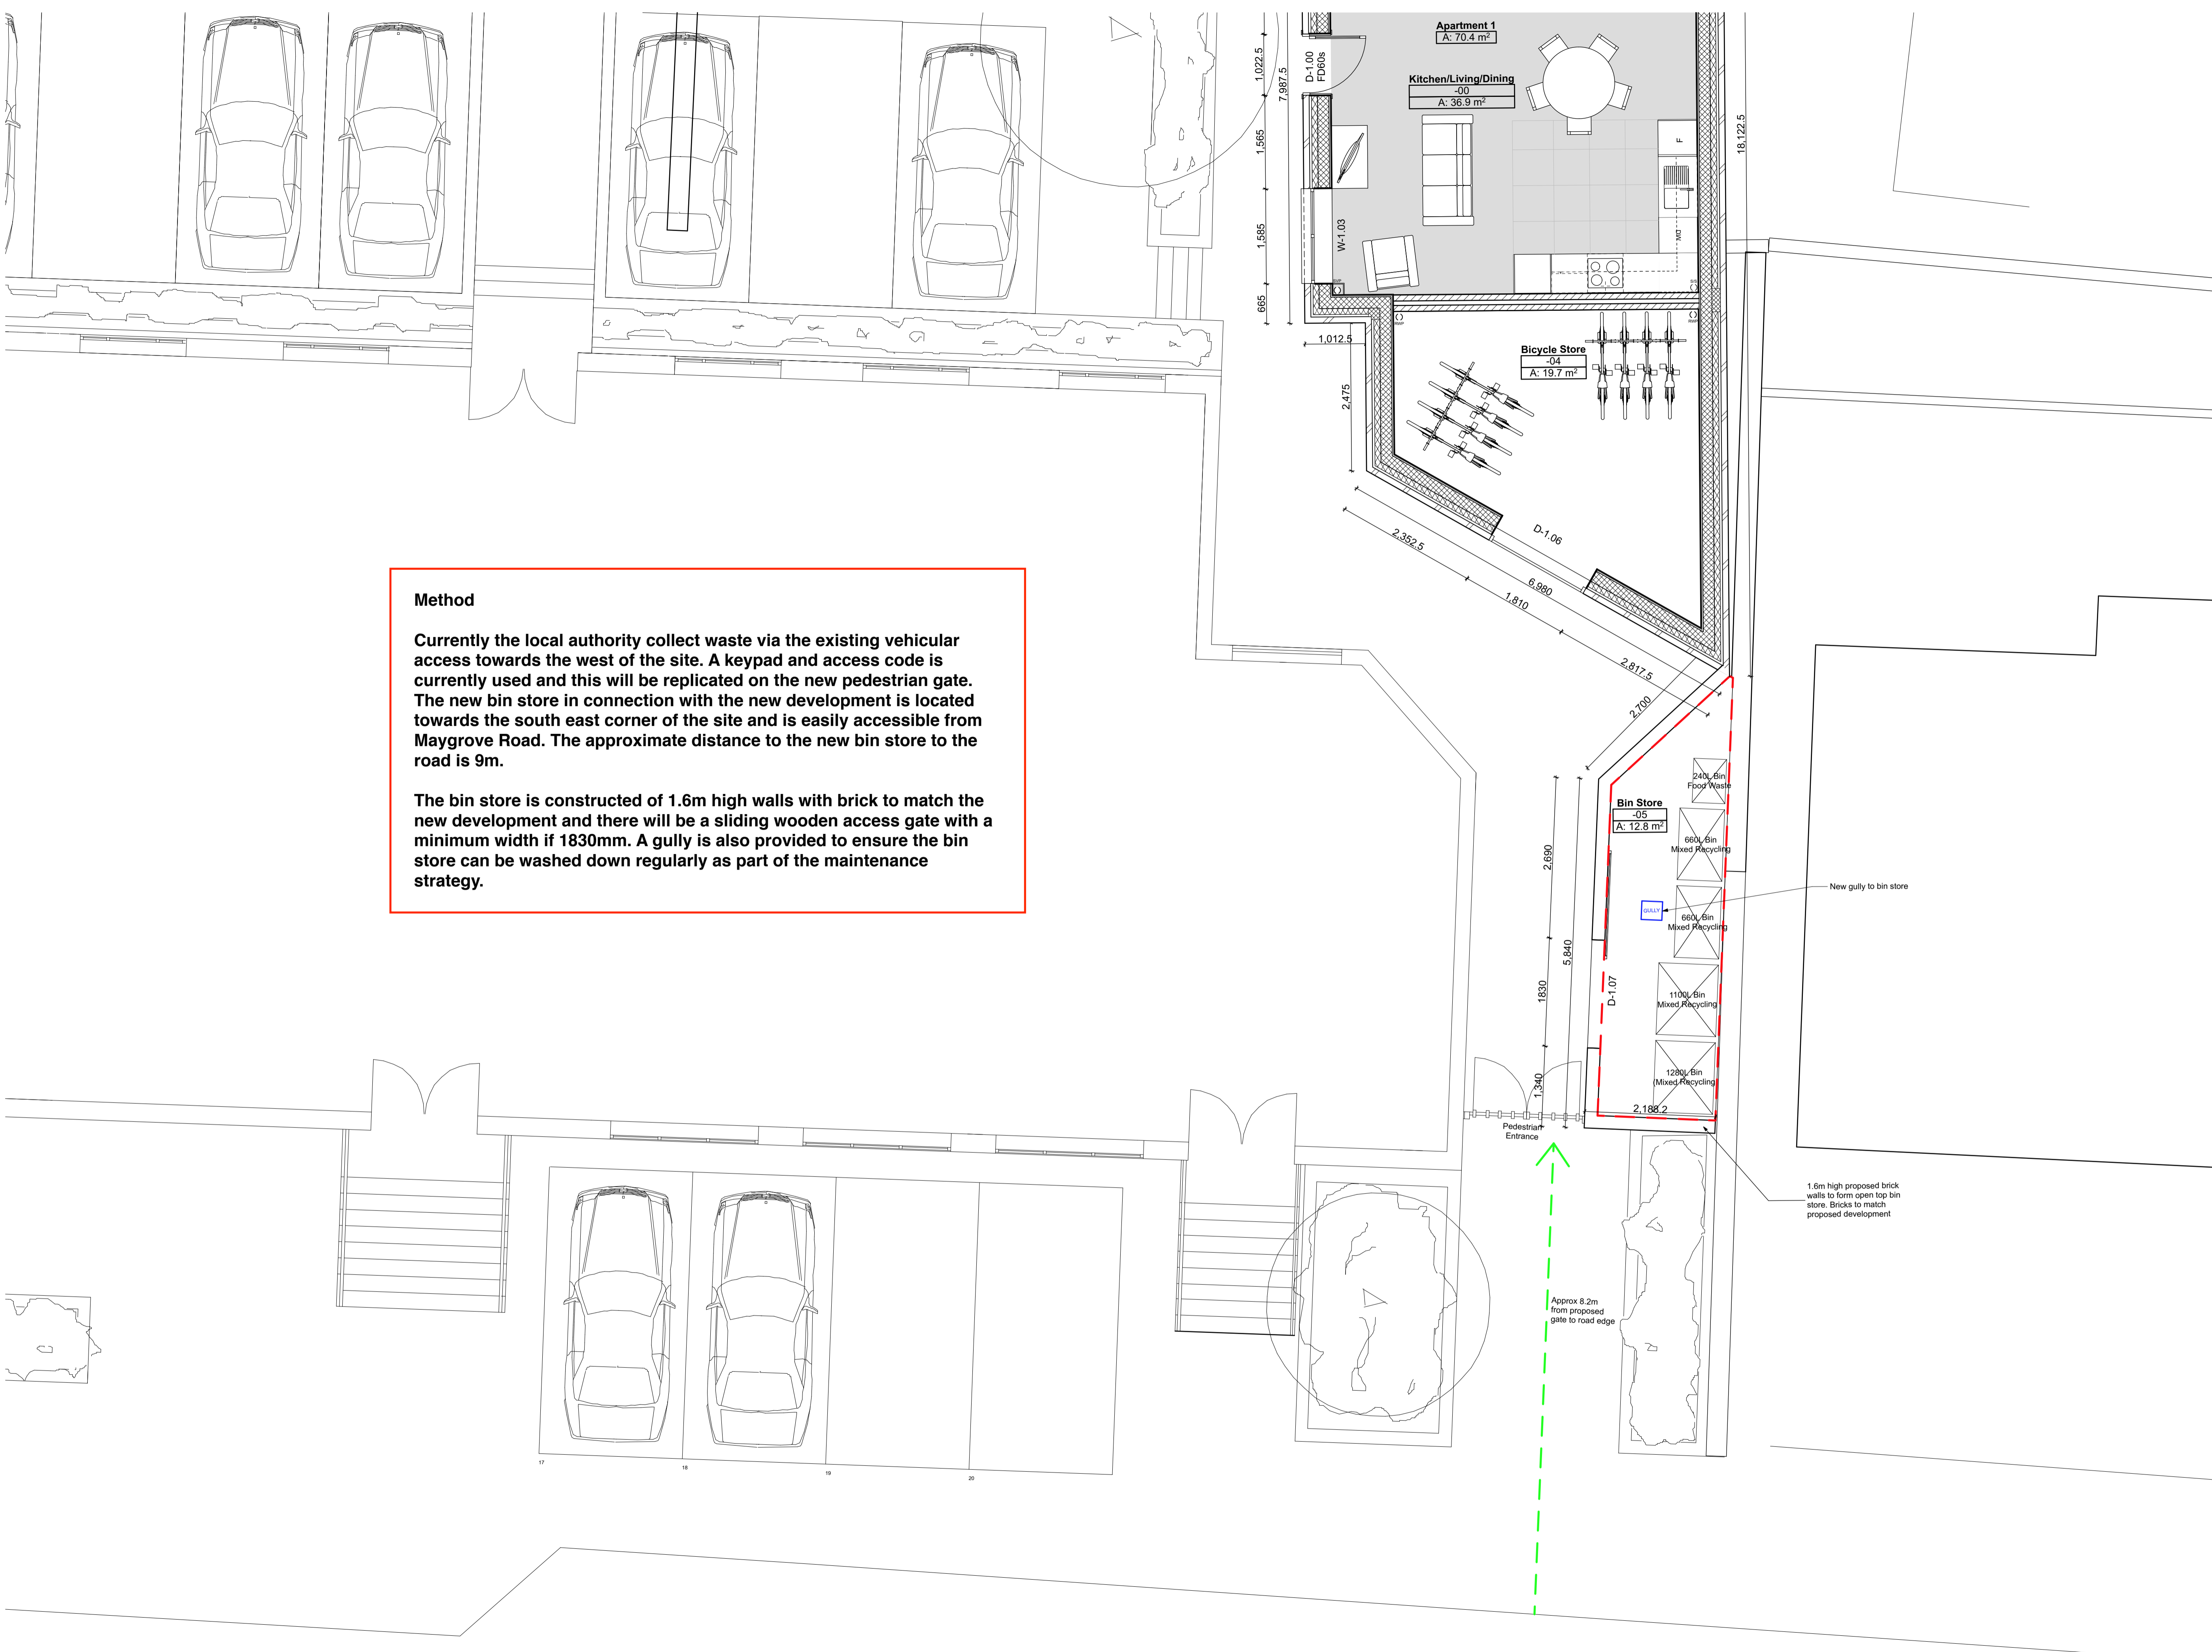 Apartment 1
A: 70.4 m²
Kitchen/Living/Dining
-00
A: 36.9 m²
D-1.00
FD60s
1,022.5
7,987.5
1,565
1,585
665
W-1.03
F
DW
18,122.5
1,012.5
2,475
Bicycle Store
-04
A: 19.7 m²
D-1.06
2,352.5
6,980
1,810
2,817.5
2,700
Method
Currently the local authority collect waste via the existing vehicular
access towards the west of the site. A keypad and access code is
currently used and this will be replicated on the new pedestrian gate.
The new bin store in connection with the new development is located
towards the south east corner of the site and is easily accessible from
Maygrove Road. The approximate distance to the new bin store to the
road is 9m.
The bin store is constructed of 1.6m high walls with brick to match the
new development and there will be a sliding wooden access gate with a
minimum width if 1830mm. A gully is also provided to ensure the bin
store can be washed down regularly as part of the maintenance
strategy.
240L Bin
Food Waste
Bin Store
-05
A: 12.8 m²
660L Bin
Mixed Recycling
2,690
New gully to bin store
GULLY
660L Bin
Mixed Recycling
5,840
1830
D-1.07
1100L Bin
Mixed Recycling
1280L Bin
(Mixed Recycling
1,340
2,188.2
Pedestrian
Entrance
1.6m high proposed brick
walls to form open top bin
store. Bricks to match
proposed development
Approx 8.2m
from proposed
gate to road edge
17
18
19
20